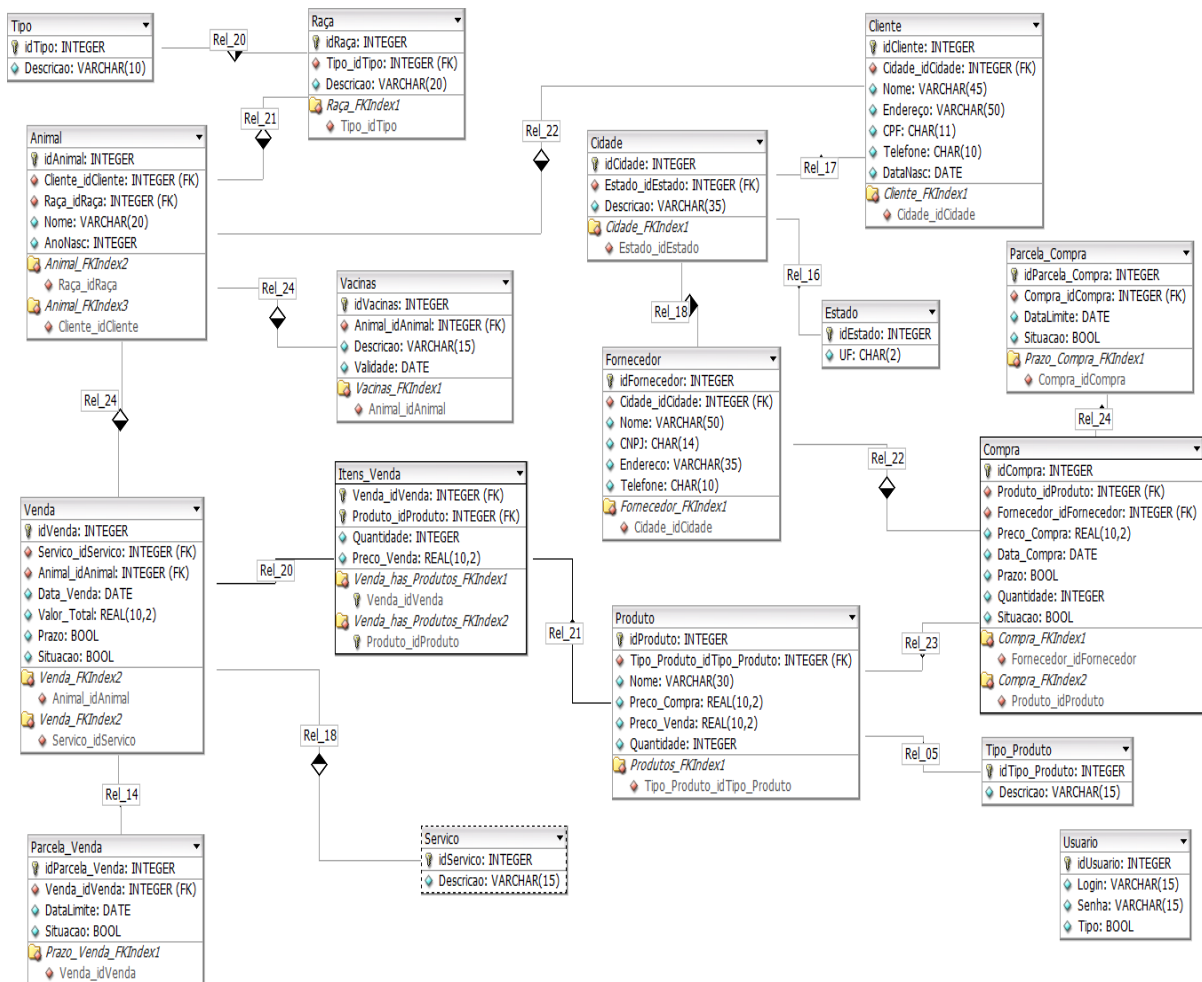 Tipo
idTipo: INTEGER
Descricao: VARCHAR(10)
Rel_20
Raça
idRaça: INTEGER
Tipo_idTipo: INTEGER (FK)
Descricao: VARCHAR(20)
Raça_FKIndex1
Tipo_idTipo
Rel_21
Rel_22
Cliente
idCliente: INTEGER
Cidade_idCidade: INTEGER (FK)
Nome: VARCHAR(45)
Endereço: VARCHAR(50)
CPF: CHAR(11)
Telefone: CHAR(10)
DataNasc: DATE
Cliente_FKIndex1
Cidade_idCidade
Animal
idAnimal: INTEGER
Cliente_idCliente: INTEGER (FK)
Raça_idRaça: INTEGER (FK)
Nome: VARCHAR(20)
AnoNasc: INTEGER
Animal_FKIndex2
Raça_idRaça
Animal_FKIndex3
Cliente_idCliente
Cidade
idCidade: INTEGER
Estado_idEstado: INTEGER (FK)
Descricao: VARCHAR(35)
Cidade_FKIndex1
Estado_idEstado
Rel_17
Rel_16
Rel_18
Rel_24
Vacinas
idVacinas: INTEGER
Animal_idAnimal: INTEGER (FK)
Descricao: VARCHAR(15)
Validade: DATE
Vacinas_FKIndex1
Animal_idAnimal
Estado
idEstado: INTEGER
UF: CHAR(2)
Parcela_Compra
idParcela_Compra: INTEGER
Compra_idCompra: INTEGER (FK)
DataLimite: DATE
Situacao: BOOL
Prazo_Compra_FKIndex1
Compra_idCompra
Rel_24
Fornecedor
idFornecedor: INTEGER
Cidade_idCidade: INTEGER (FK)
Nome: VARCHAR(50)
CNPJ: CHAR(14)
Endereco: VARCHAR(35)
Telefone: CHAR(10)
Fornecedor_FKIndex1
Cidade_idCidade
Rel_24
Rel_22
Compra
idCompra: INTEGER
Produto_idProduto: INTEGER (FK)
Fornecedor_idFornecedor: INTEGER (FK)
Preco_Compra: REAL(10,2)
Data_Compra: DATE
Prazo: BOOL
Quantidade: INTEGER
Situacao: BOOL
Compra_FKIndex1
Fornecedor_idFornecedor
Compra_FKIndex2
Produto_idProduto
Itens_Venda
Venda_idVenda: INTEGER (FK)
Produto_idProduto: INTEGER (FK)
Quantidade: INTEGER
Preco_Venda: REAL(10,2)
Venda_has_Produtos_FKIndex1
Venda_idVenda
Venda_has_Produtos_FKIndex2
Produto_idProduto
Venda
idVenda: INTEGER
Servico_idServico: INTEGER (FK)
Animal_idAnimal: INTEGER (FK)
Data_Venda: DATE
Valor_Total: REAL(10,2)
Prazo: BOOL
Situacao: BOOL
Venda_FKIndex2
Animal_idAnimal
Venda_FKIndex2
Servico_idServico
Rel_20
Rel_21
Produto
idProduto: INTEGER
Tipo_Produto_idTipo_Produto: INTEGER (FK)
Nome: VARCHAR(30)
Preco_Compra: REAL(10,2)
Preco_Venda: REAL(10,2)
Quantidade: INTEGER
Produtos_FKIndex1
Tipo_Produto_idTipo_Produto
Rel_23
Rel_05
Tipo_Produto
idTipo_Produto: INTEGER
Descricao: VARCHAR(15)
Rel_18
Rel_14
Parcela_Venda
idParcela_Venda: INTEGER
Venda_idVenda: INTEGER (FK)
DataLimite: DATE
Situacao: BOOL
Prazo_Venda_FKIndex1
Venda_idVenda
Servico
idServico: INTEGER
Descricao: VARCHAR(15)
Usuario
idUsuario: INTEGER
Login: VARCHAR(15)
Senha: VARCHAR(15)
Tipo: BOOL